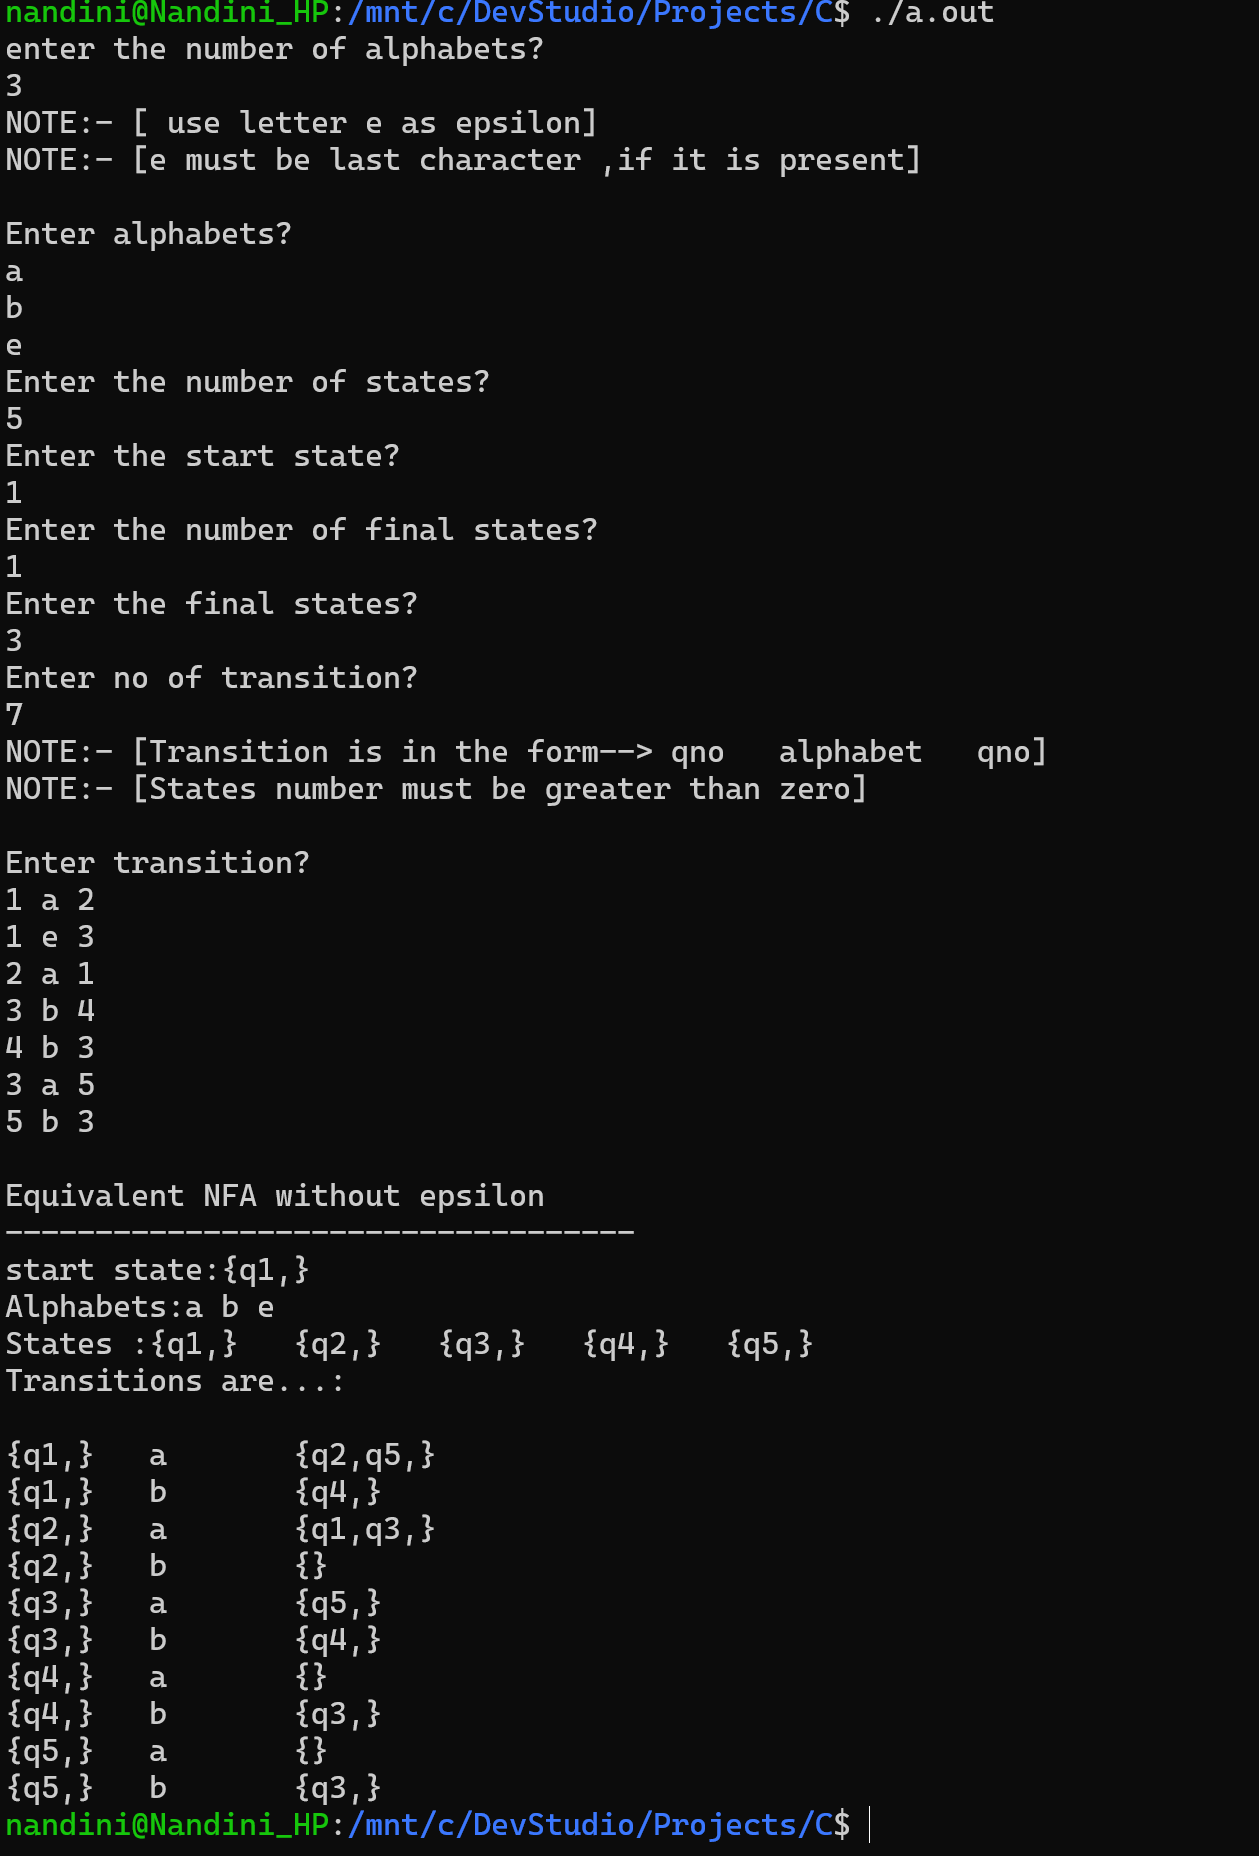 nandini@Nandini_HP:/mnt/c/DevStudio/Projects/C$ ./a.out
enter the number of alphabets?
3
NOTE:- [ use letter e as epsilon]
NOTE:- [e must be last character ,if it is present]

Enter alphabets?
a
b
e
Enter the number of states?
5
Enter the start state?
1
Enter the number of final states?
1
Enter the final states?
3
Enter no of transition?
7
NOTE:- [Transition is in the form--> qno   alphabet   qno]
NOTE:- [States number must be greater than zero]

Enter transition?
1 a 2
1 e 3
2 a 1
3 b 4
4 b 3
3 a 5
5 b 3

Equivalent NFA without epsilon
-----------------------------------
start state:{q1,}
Alphabets:a b e
States :{q1,}   {q2,}   {q3,}   {q4,}   {q5,}
Transitions are...:

{q1,}   a       {q2,q5,}
{q1,}   b       {q4,}
{q2,}   a       {q1,q3,}
{q2,}   b       {}
{q3,}   a       {q5,}
{q3,}   b       {q4,}
{q4,}   a       {}
{q4,}   b       {q3,}
{q5,}   a       {}
{q5,}   b       {q3,}
nandini@Nandini_HP:/mnt/c/DevStudio/Projects/C$